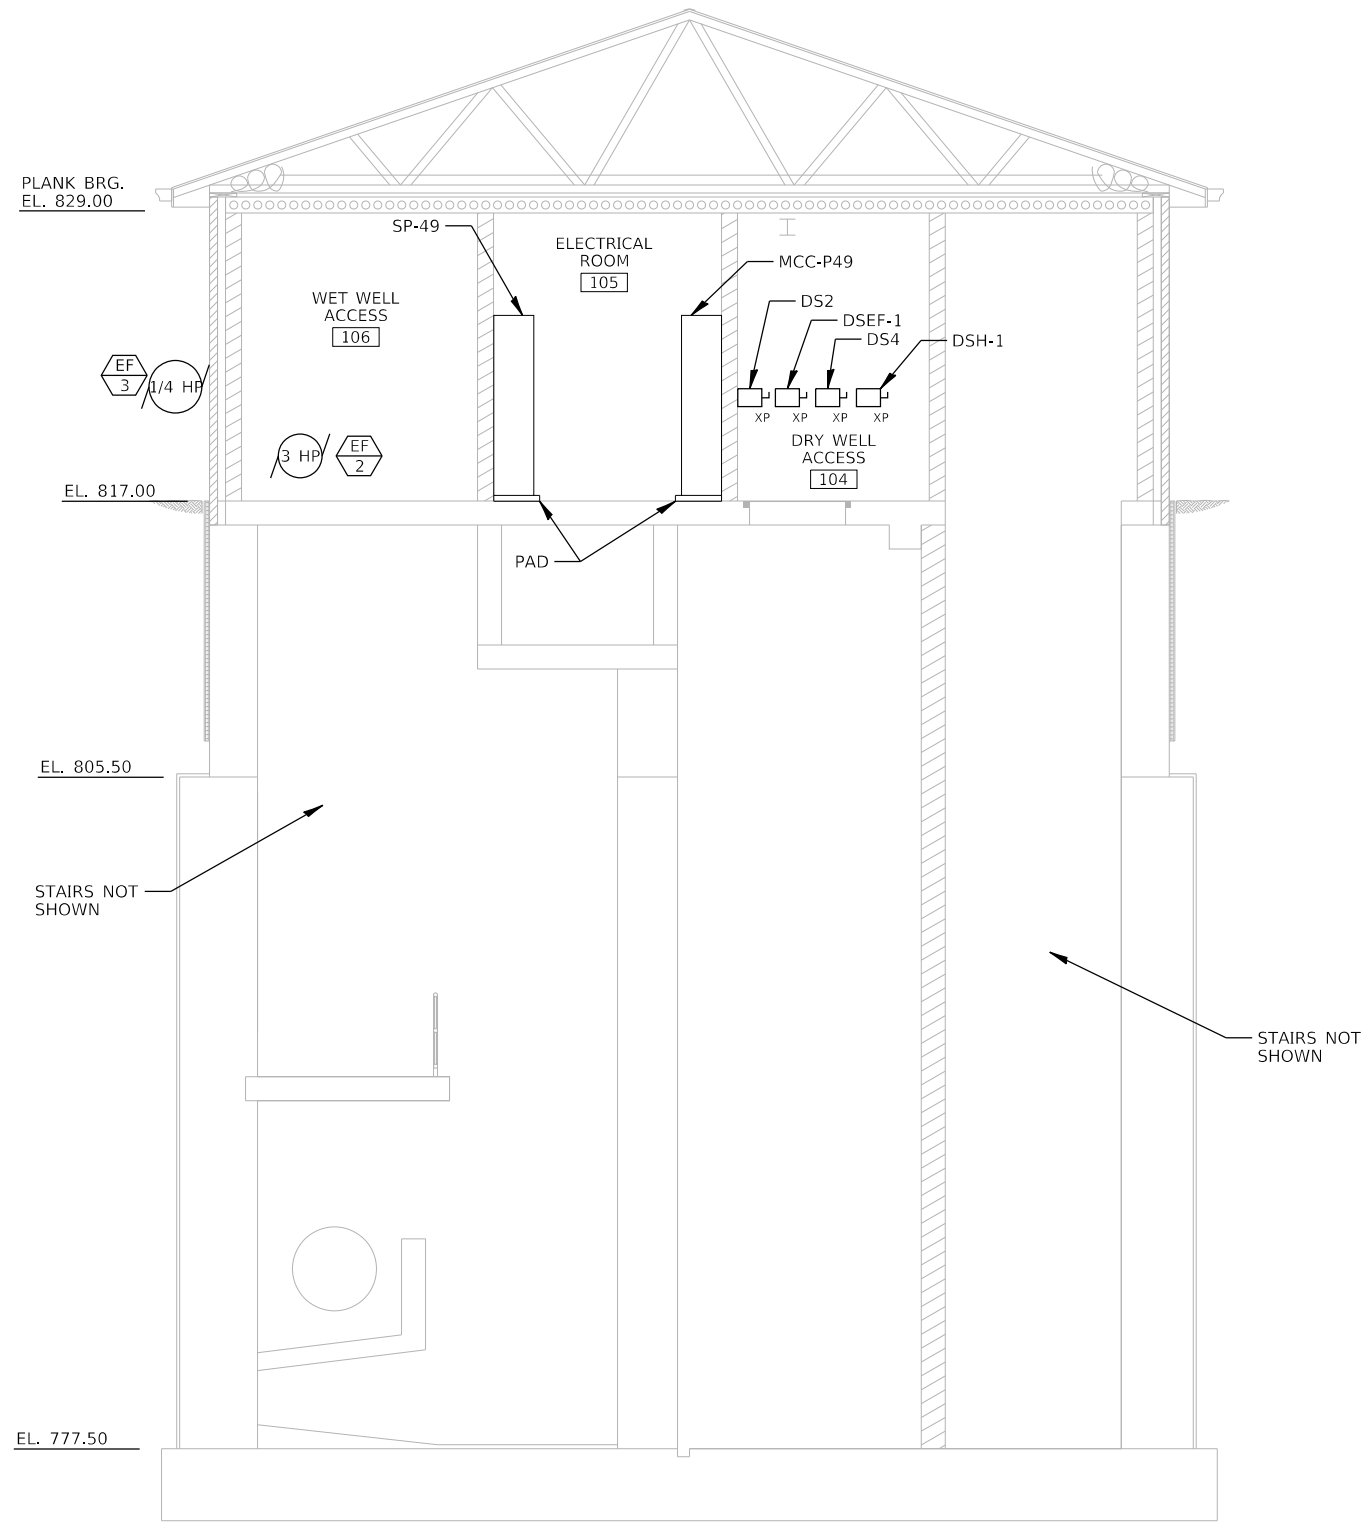 PLANK BRG.
EL. 829.00
SP-49
ELECTRICAL
ROOM
105
MCC-P49
WET WELL
ACCESS
106
DS2
DSEF-1
DS4
DSH-1
EF
3
1/4 HP
XP
XP
XP
XP
3 HP
EF
2
DRY WELL
ACCESS
104
EL. 817.00
PAD
EL. 805.50
STAIRS NOT
SHOWN
STAIRS NOT
SHOWN
EL. 777.50